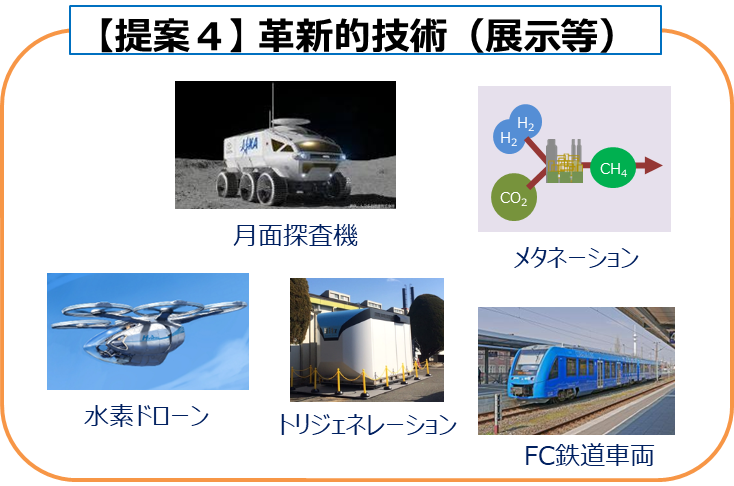 【提案４】革新的技術（展示等）
JAXA
月面探査機
H2
H2
CO2
CH4
メタネーション
水素ドローン
トリジェネレーション
FC鉄道車両